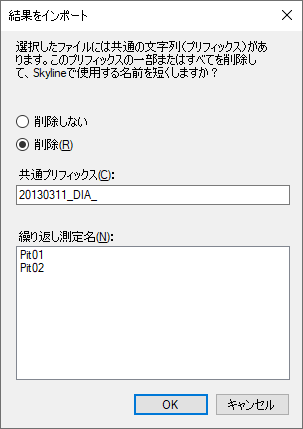 結果をインポート
選択したファイルには共通の文字列（プリフィックス）があ
ります。このプリフィックスの一部またはすべてを削除し
て、Skylineで使用する名前を短くしますか？
削除しない
削除(R)
共通プリフィックス(C):
20130311_DIA_
繰り返し測定名(N):
Pit01
Pit02
OK
キャンセル